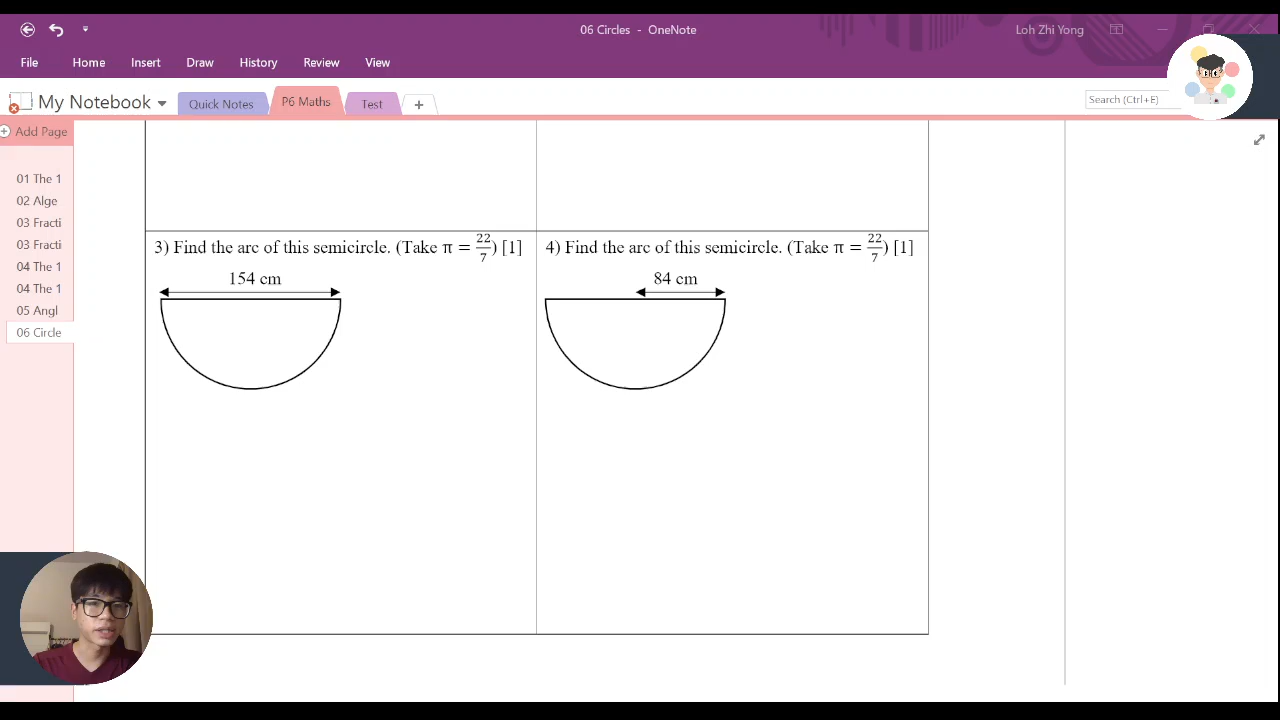 06 Circles - OneNote
Loh Zhi Yong
File Home Insert Draw History Review View
My Notebook Quick Notes P6 Maths Test +
Search (Ctrl+E)
Add Page
01 The 1
02 Alge
03 Fracti
03 Fracti
04 The 1
04 The 1
05 Angl
06 Circle
3) Find the arc of this semicircle. (Take π = 22/7) [1]
154 cm
4) Find the arc of this semicircle. (Take π = 22/7) [1]
84 cm